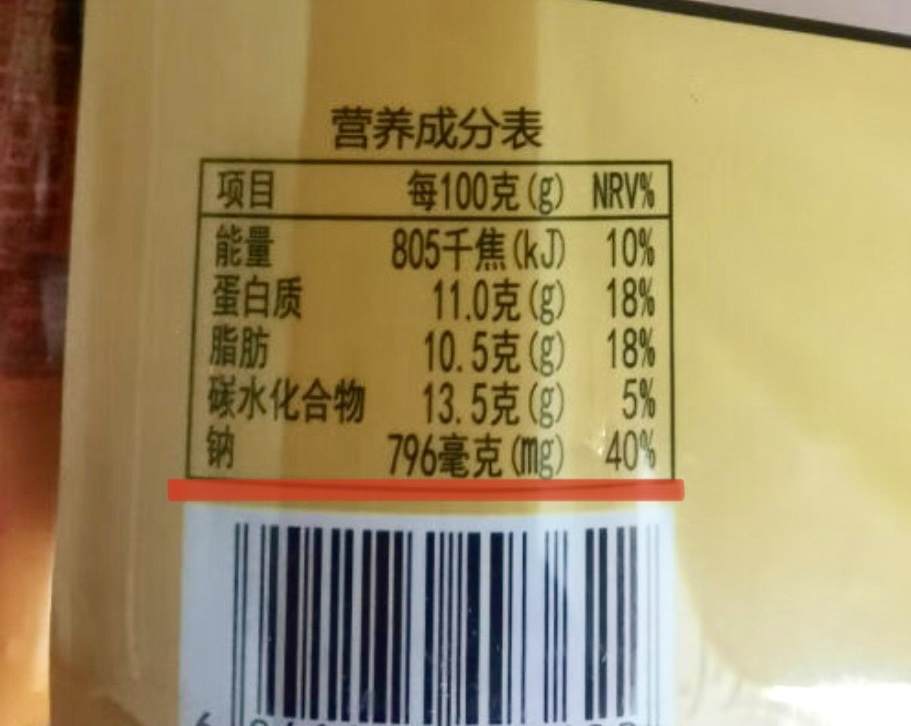 营养成分表
项目 每100克(g) NRV%
能量 805千焦(kJ) 10%
蛋白质 11.0克(g) 18%
脂肪 10.5克(g) 18%
碳水化合物 13.5克(g) 5%
钠 796毫克(mg) 40%